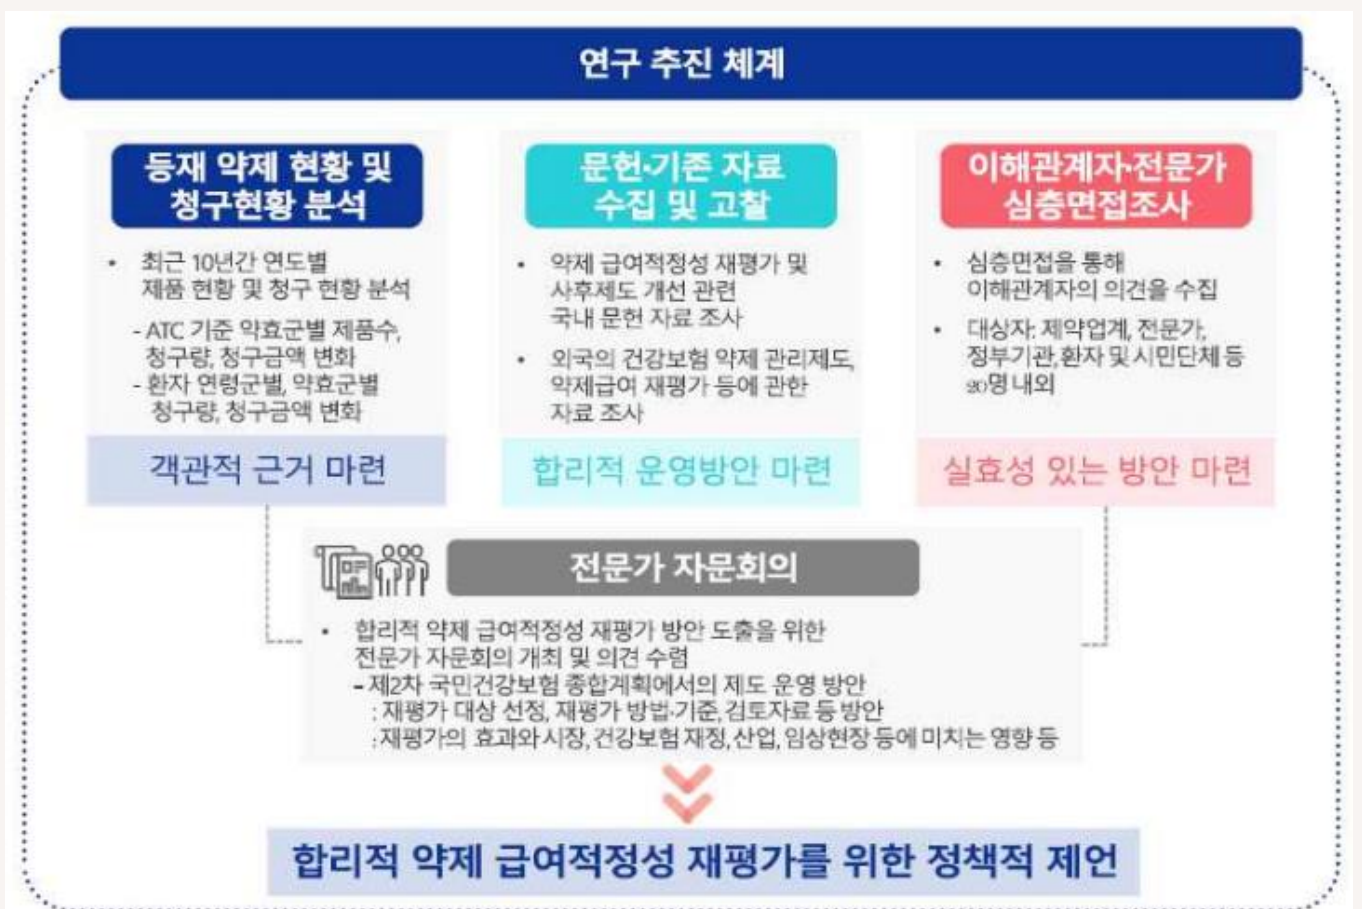 연구 추진 체계
등재 약제 현황 및
청구현황 분석
• 최근 10년간 연도별
제품 현황 및 청구 현황 분석
- ATC 기준 약효군별 제품수,
청구량, 청구금액 변화
- 환자 연령군별, 약효군별
청구량, 청구금액 변화
객관적 근거 마련
문헌·기존 자료
수집 및 고찰
• 약제 급여적정성 재평가 및
사후제도 개선 관련
국내 문헌 자료 조사
• 외국의 건강보험 약제 관리제도,
약제급여 재평가 등에 관한
자료 조사
합리적 운영방안 마련
이해관계자·전문가
심층면접조사
• 심층면접을 통해
이해관계자의 의견을 수집
• 대상자: 제약업계, 전문가,
정부기관, 환자 및 시민단체 등
20명 내외
실효성 있는 방안 마련
전문가 자문회의
• 합리적 약제 급여적정성 재평가 방안 도출을 위한
전문가 자문회의 개최 및 의견 수렴
- 제2차 국민건강보험 종합계획에서의 제도 운영 방안
: 재평가 대상 선정, 재평가 방법·기준, 검토자료 등 방안
: 재평가의 효과와 시장, 건강보험 재정, 산업, 임상현장 등에 미치는 영향 등
합리적 약제 급여적정성 재평가를 위한 정책적 제언